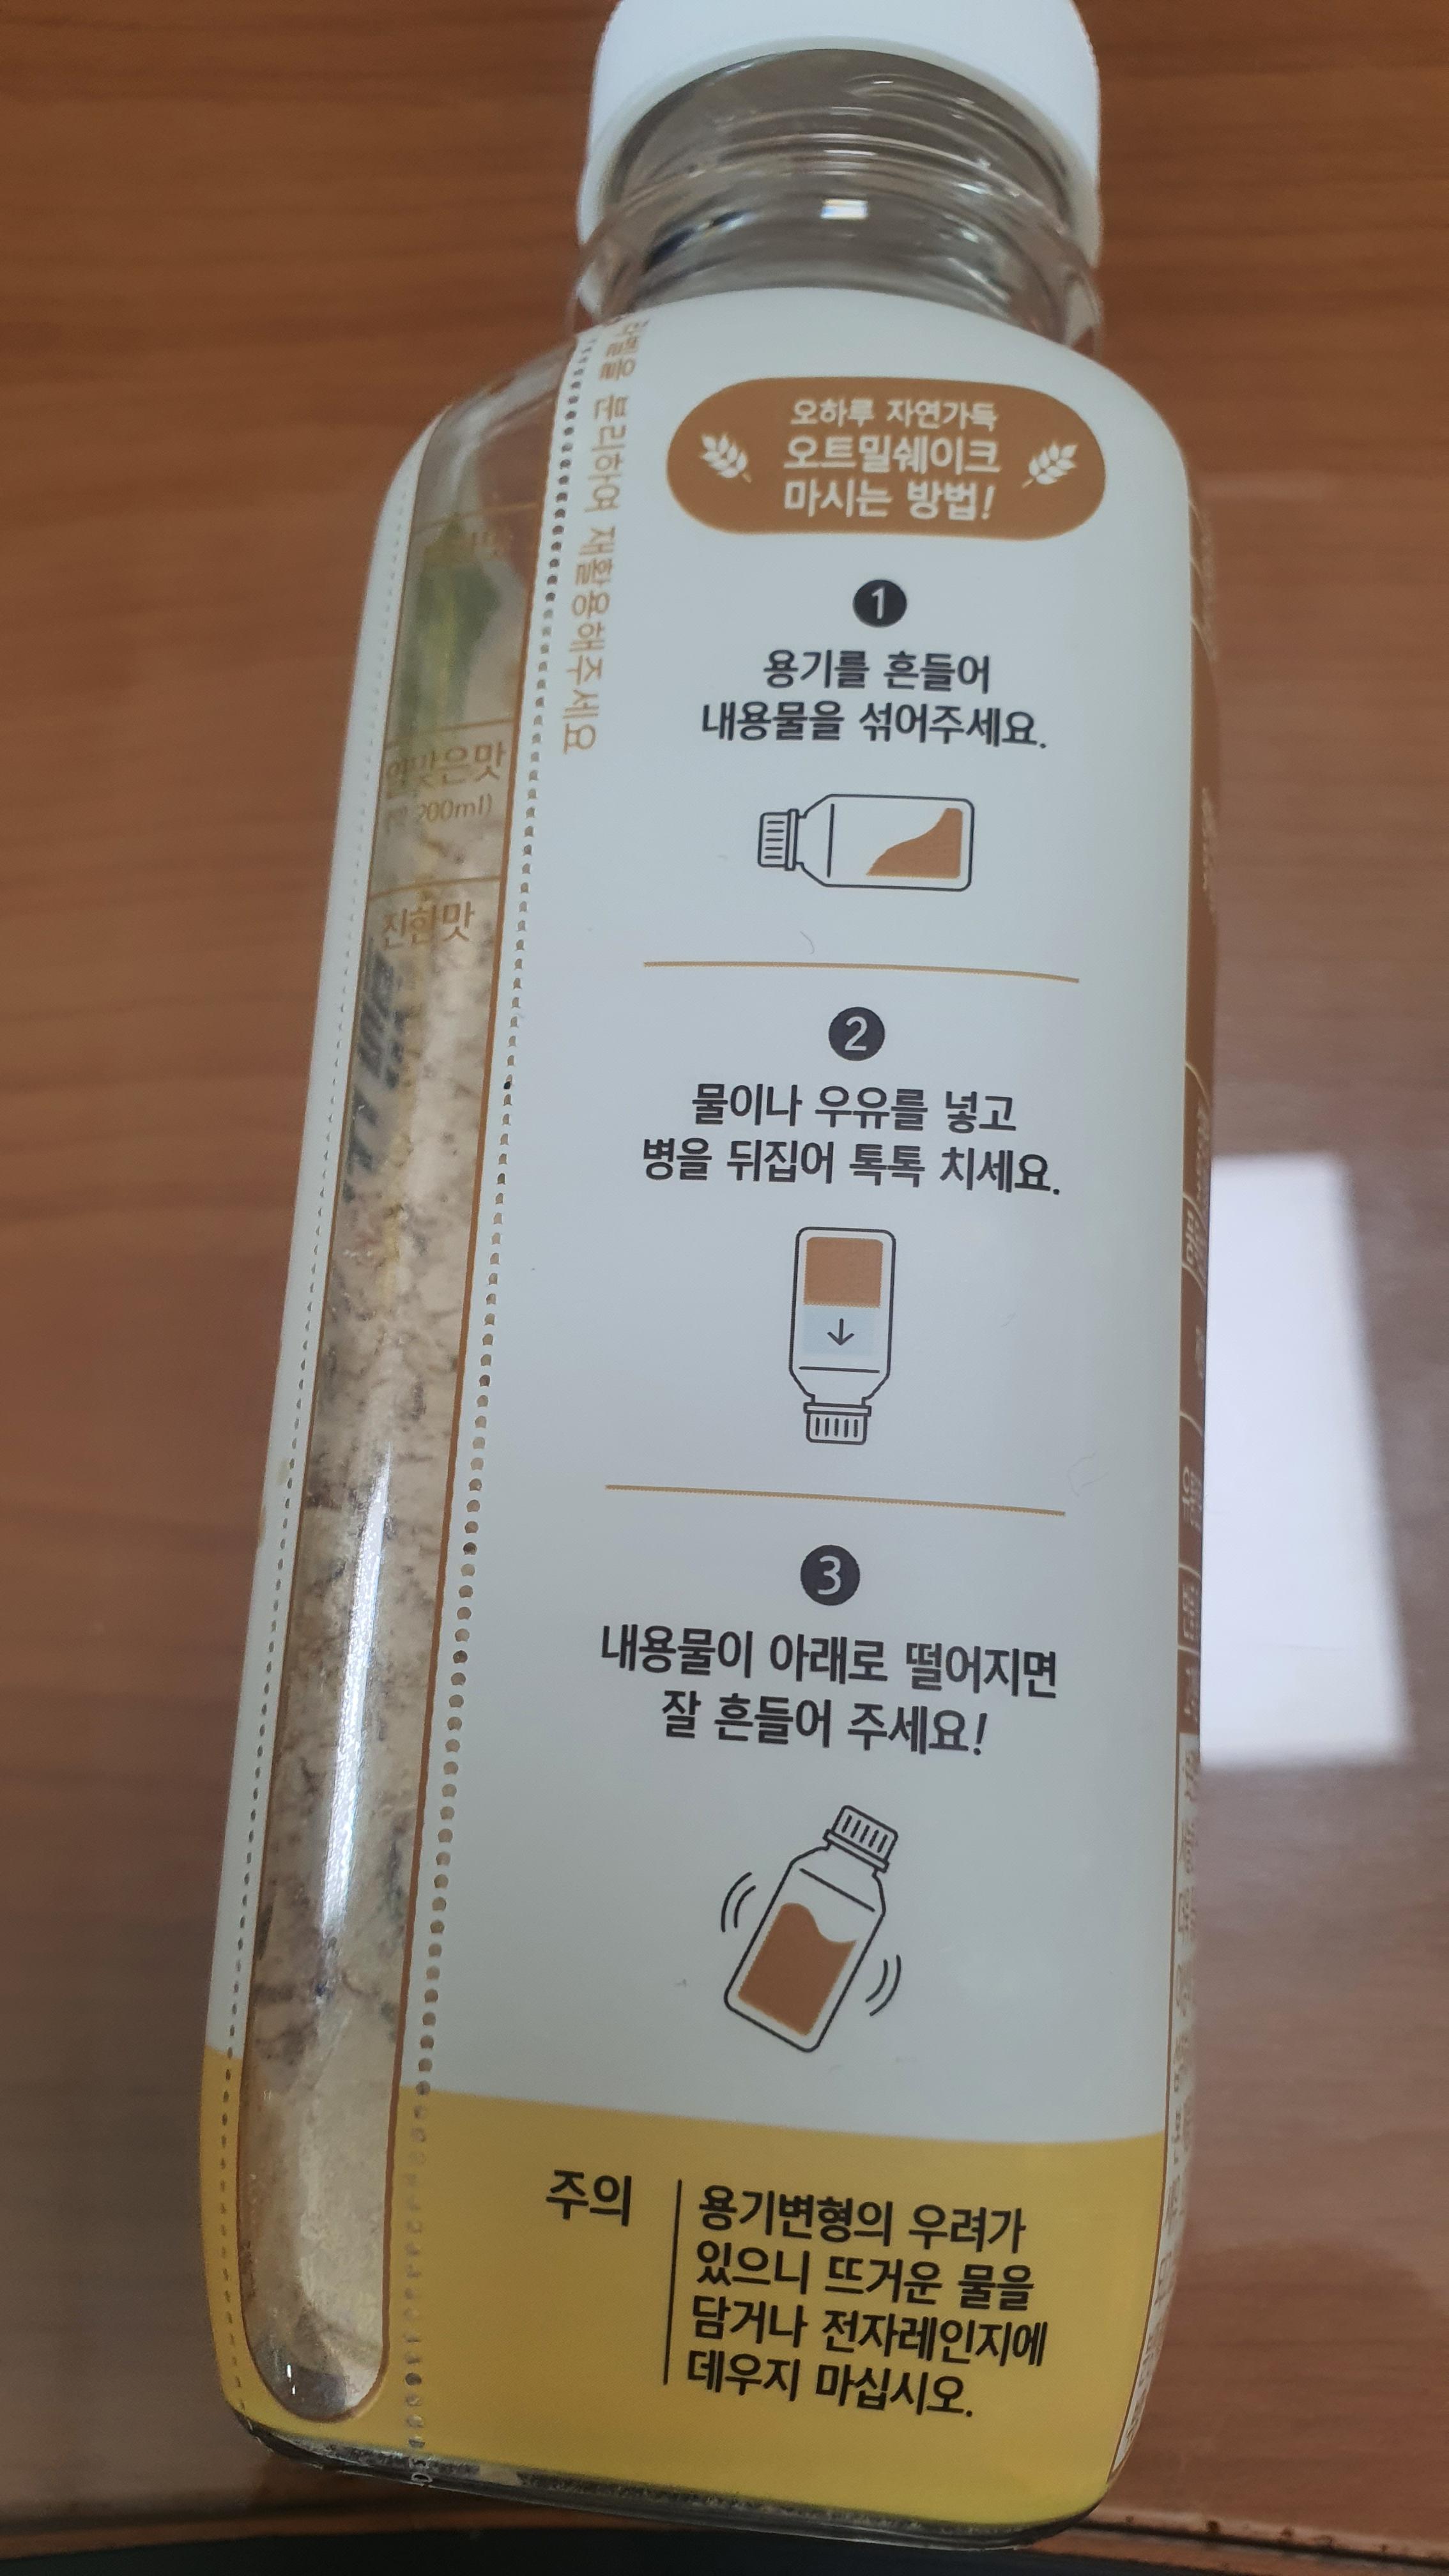 오하루 자연가득
오트밀쉐이크
마시는 방법!
1
용기를 흔들어
내용물을 섞어주세요.
2
물이나 우유를 넣고
병을 뒤집어 톡톡 치세요.
3
내용물이 아래로 떨어지면
잘 흔들어 주세요!
주의
용기변형의 우려가
있으니 뜨거운 물을
담거나 전자레인지에
데우지 마십시오.
분리하여 재활용해주세요
200ml)
진한맛